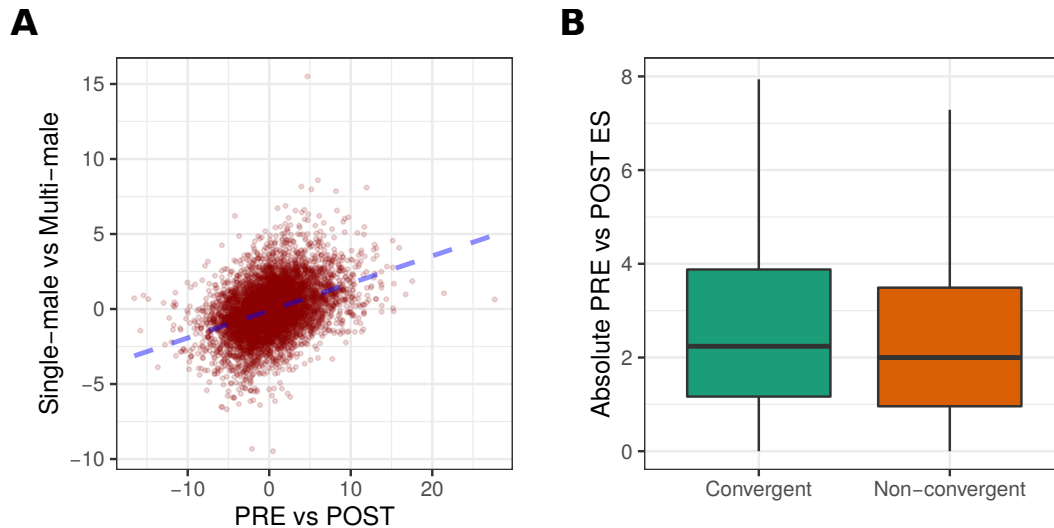 A
Single−male vs Multi−male
15
10
5
0
−5
−10
−10 0 10 20
PRE vs POST
B
Absolute PRE vs POST ES
8
6
4
2
0
Convergent Non−convergent